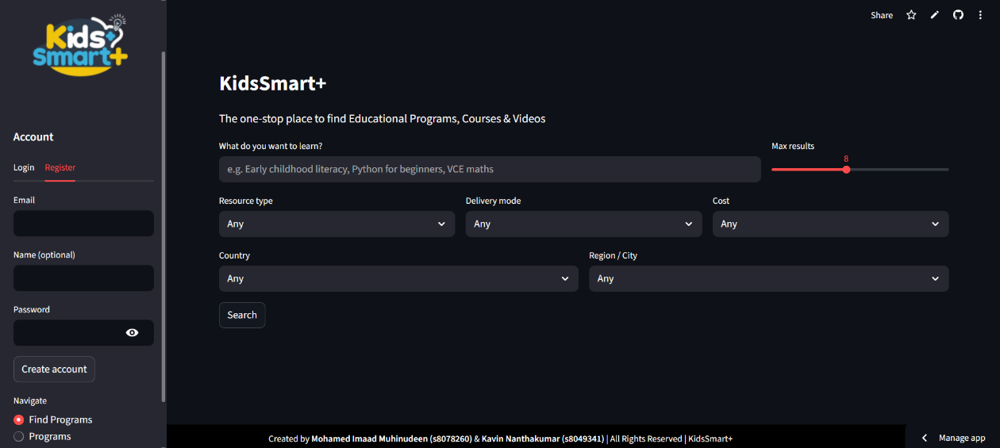 Kids
Smart+
Account
Login Register
Email
Name (optional)
Password
Create account
Navigate
Find Programs
Programs
Share
KidsSmart+
The one-stop place to find Educational Programs, Courses & Videos
What do you want to learn? Max results
8
e.g. Early childhood literacy, Python for beginners, VCE maths
Resource type Delivery mode Cost
Any Any Any
Country Region / City
Any Any
Search
Created by Mohamed Imaad Muhinudeen (s8078260) & Kavin Nanthakumar (s8049341) | All Rights Reserved | KidsSmart+
Manage app